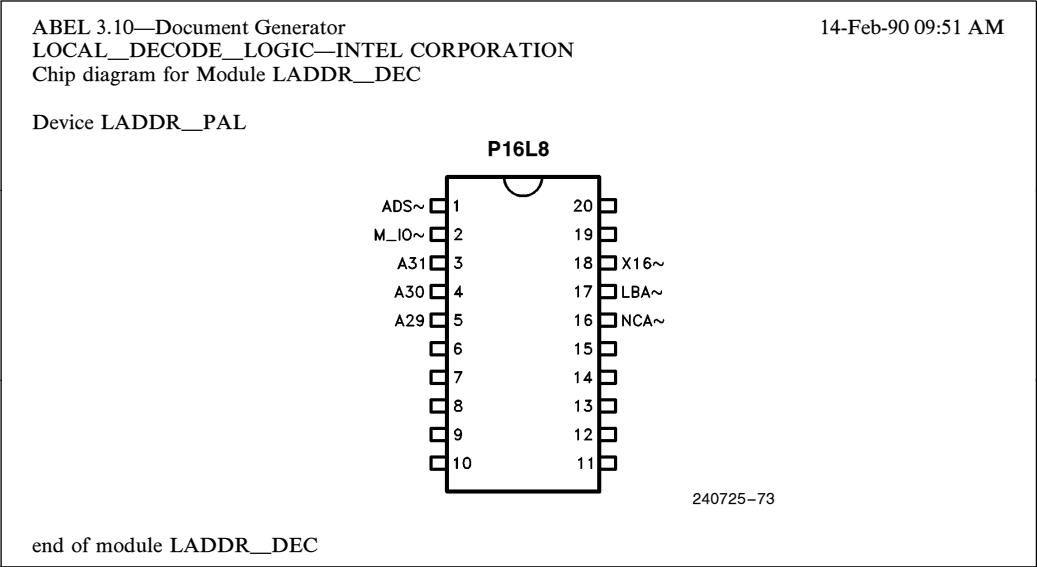 ABEL 3.10—Document Generator 14-Feb-90 09:51 AM
LOCAL__DECODE__LOGIC—INTEL CORPORATION
Chip diagram for Module LADDR__DEC
Device LADDR__PAL
P16L8
ADS~ 1 20
M_IO~ 2 19
A31 3 18 X16~
A30 4 17 LBA~
A29 5 16 NCA~
6 15
7 14
8 13
9 12
10 11
240725-73
end of module LADDR__DEC